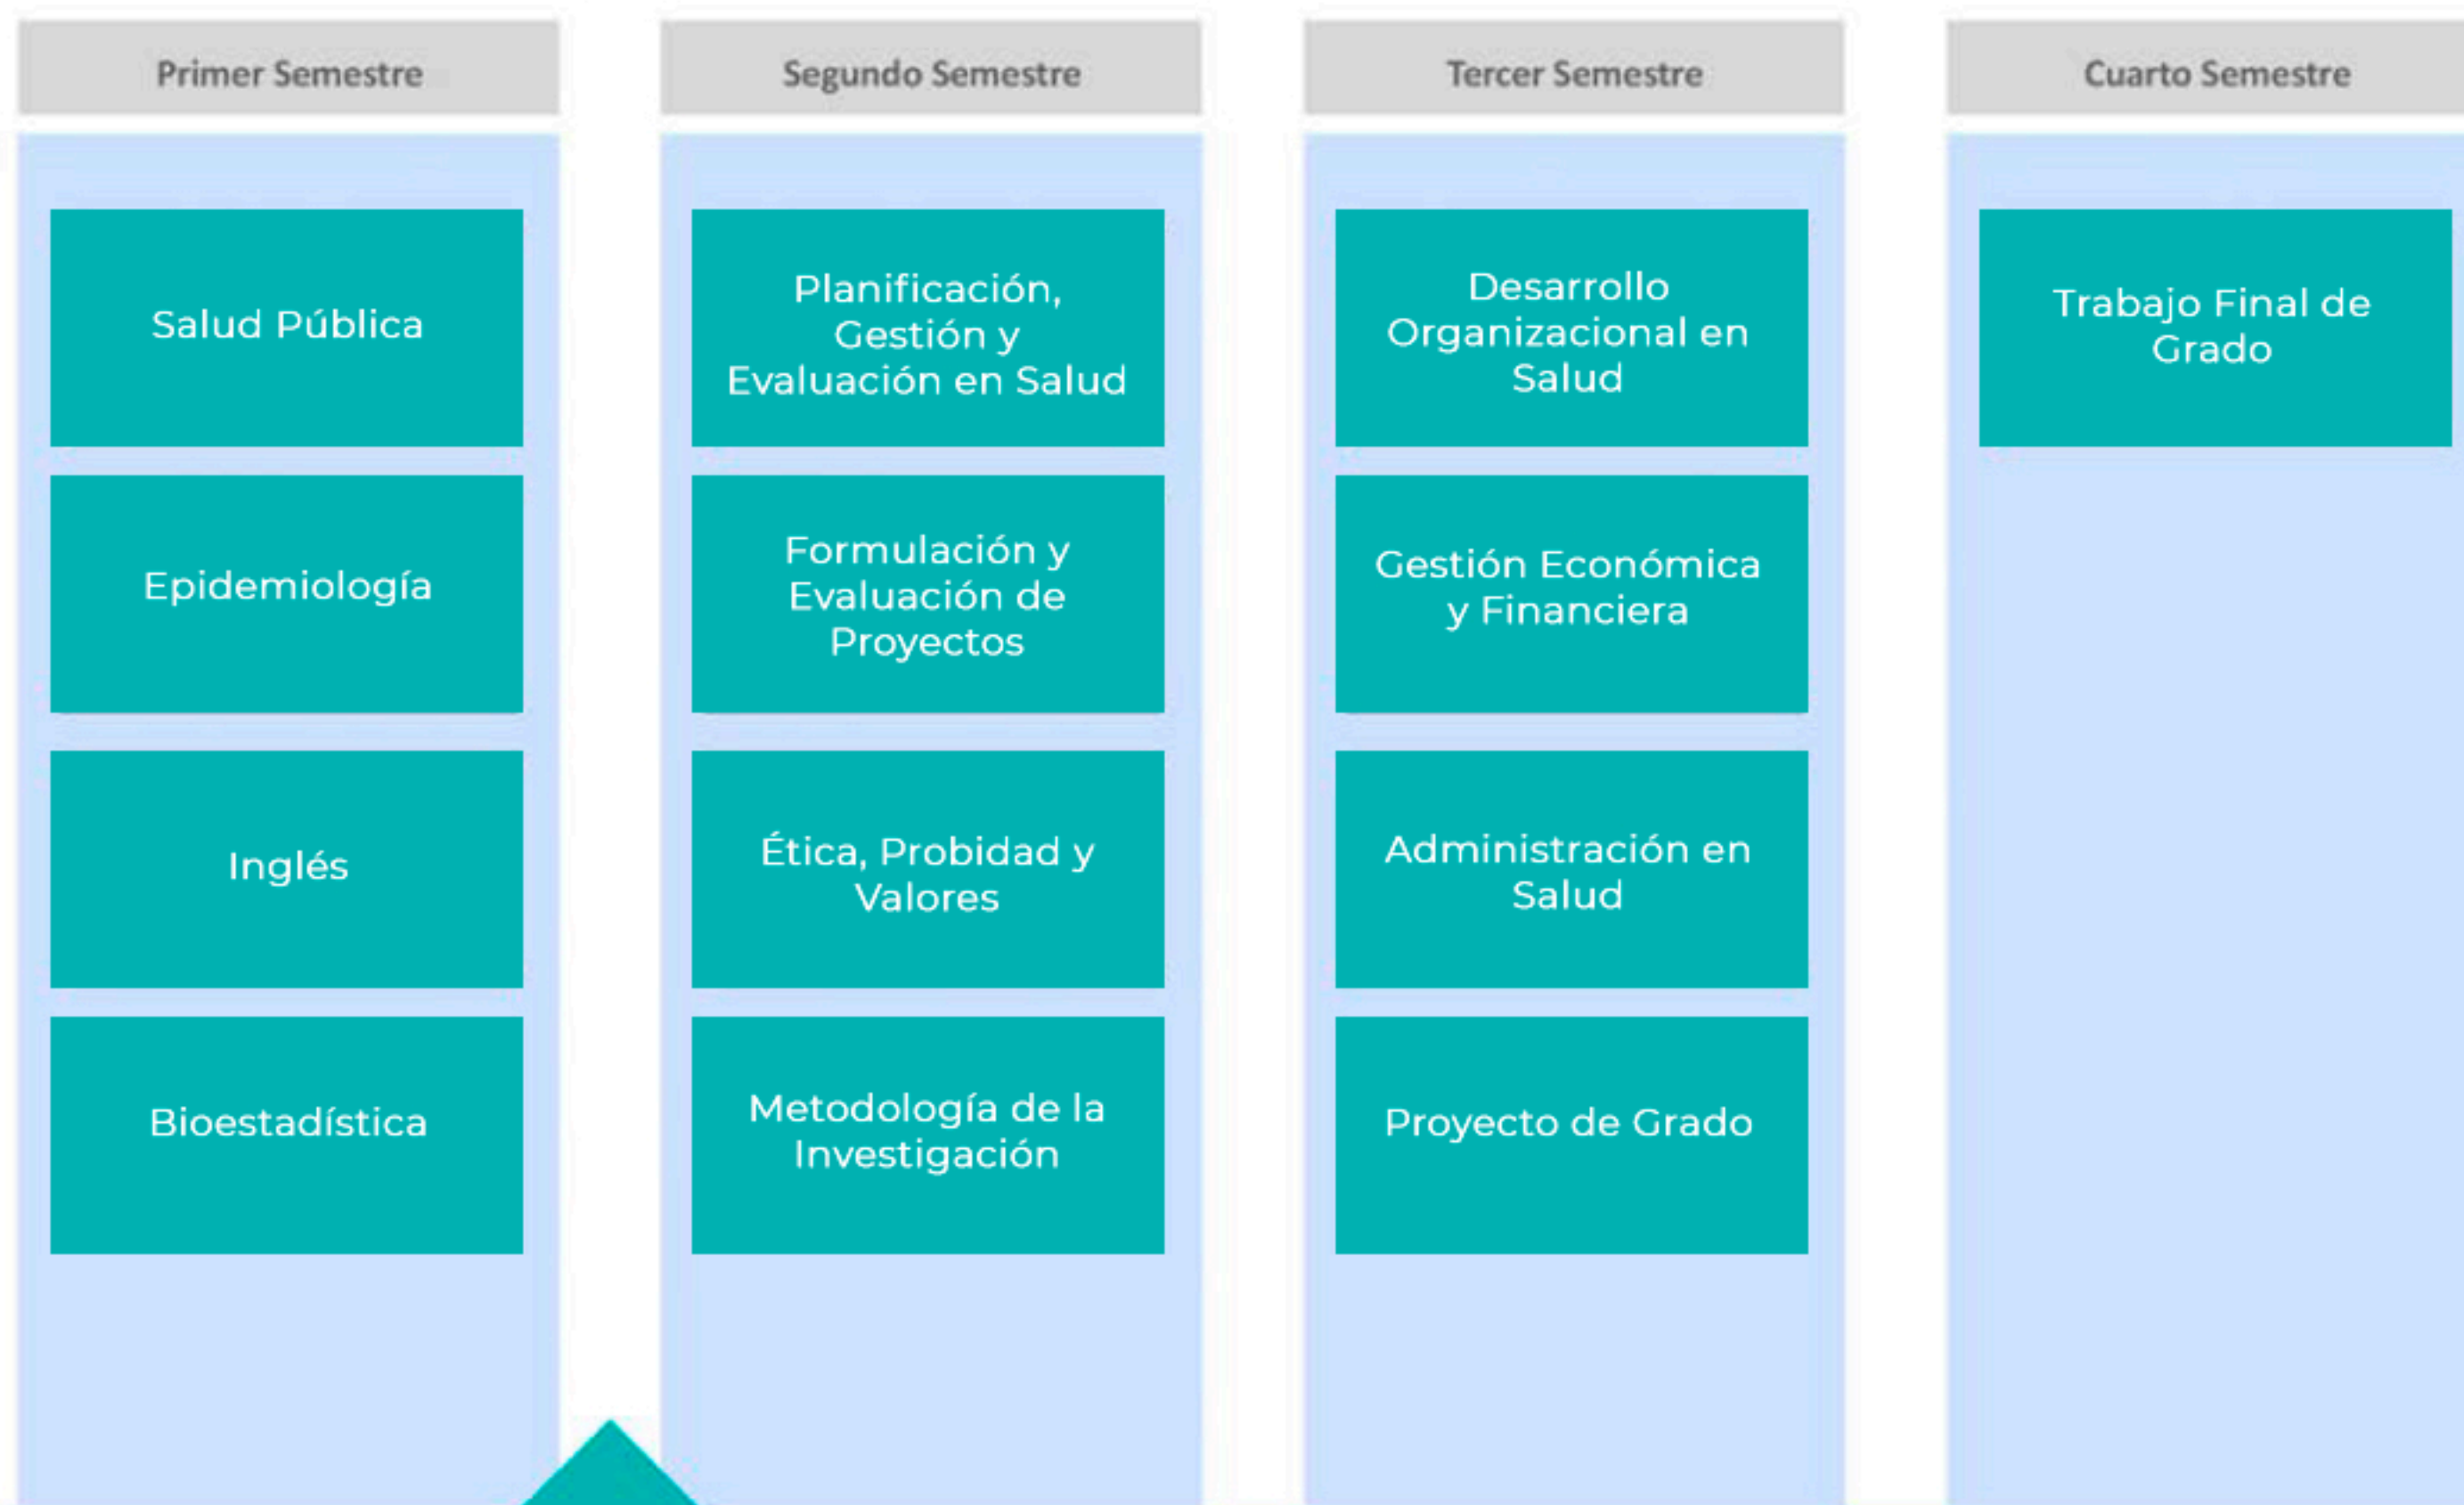 Primer Semestre
Salud Pública
Epidemiología
Inglés
Bioestadística
Segundo Semestre
Planificación,
Gestión y
Evaluación en Salud
Formulación y
Evaluación de
Proyectos
Ética, Probidad y
Valores
Metodología de la
Investigación
Tercer Semestre
Desarrollo
Organizacional en
Salud
Gestión Económica
y Financiera
Administración en
Salud
Proyecto de Grado
Cuarto Semestre
Trabajo Final de
Grado